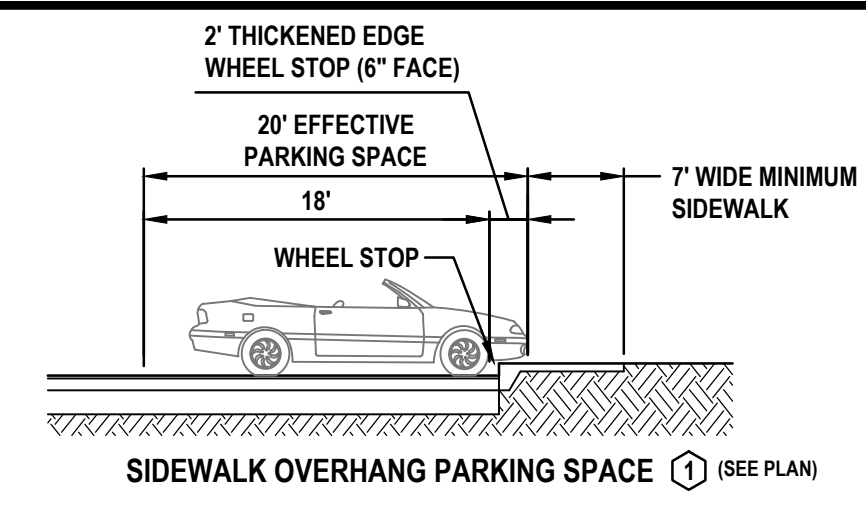 2' THICKENED EDGE
WHEEL STOP (6" FACE)
20' EFFECTIVE
PARKING SPACE
7' WIDE MINIMUM
SIDEWALK
18'
WHEEL STOP
SIDEWALK OVERHANG PARKING SPACE 1 (SEE PLAN)